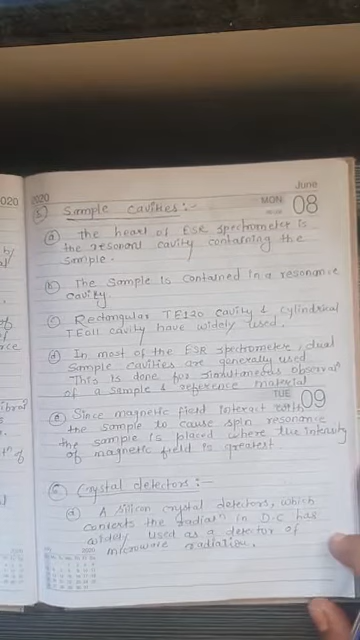 2020
June
MON 08
5) Sample cavities :-
(a) The heart of ESR spectrometer is
the resonant cavity containing the
sample.
(b) The sample is contained in a resonance
cavity.
(c) Rectangular TE120 cavity & cylindrical
TE011 cavity have widely used.
(d) In most of the ESR spectrometer, dual
sample cavities are generally used.
This is done for simultaneous observatⁿ
of a sample & reference material
TUE 09
(e) Since magnetic field interact with
the sample to cause spin resonance
the sample is placed where the intensity
of magnetic field is greatest
6) Crystal detectors :-
(a) A silicon crystal detectors, which
converts the radiatⁿ in D.C has
widely used as a detector of
microwave radiation.
2020